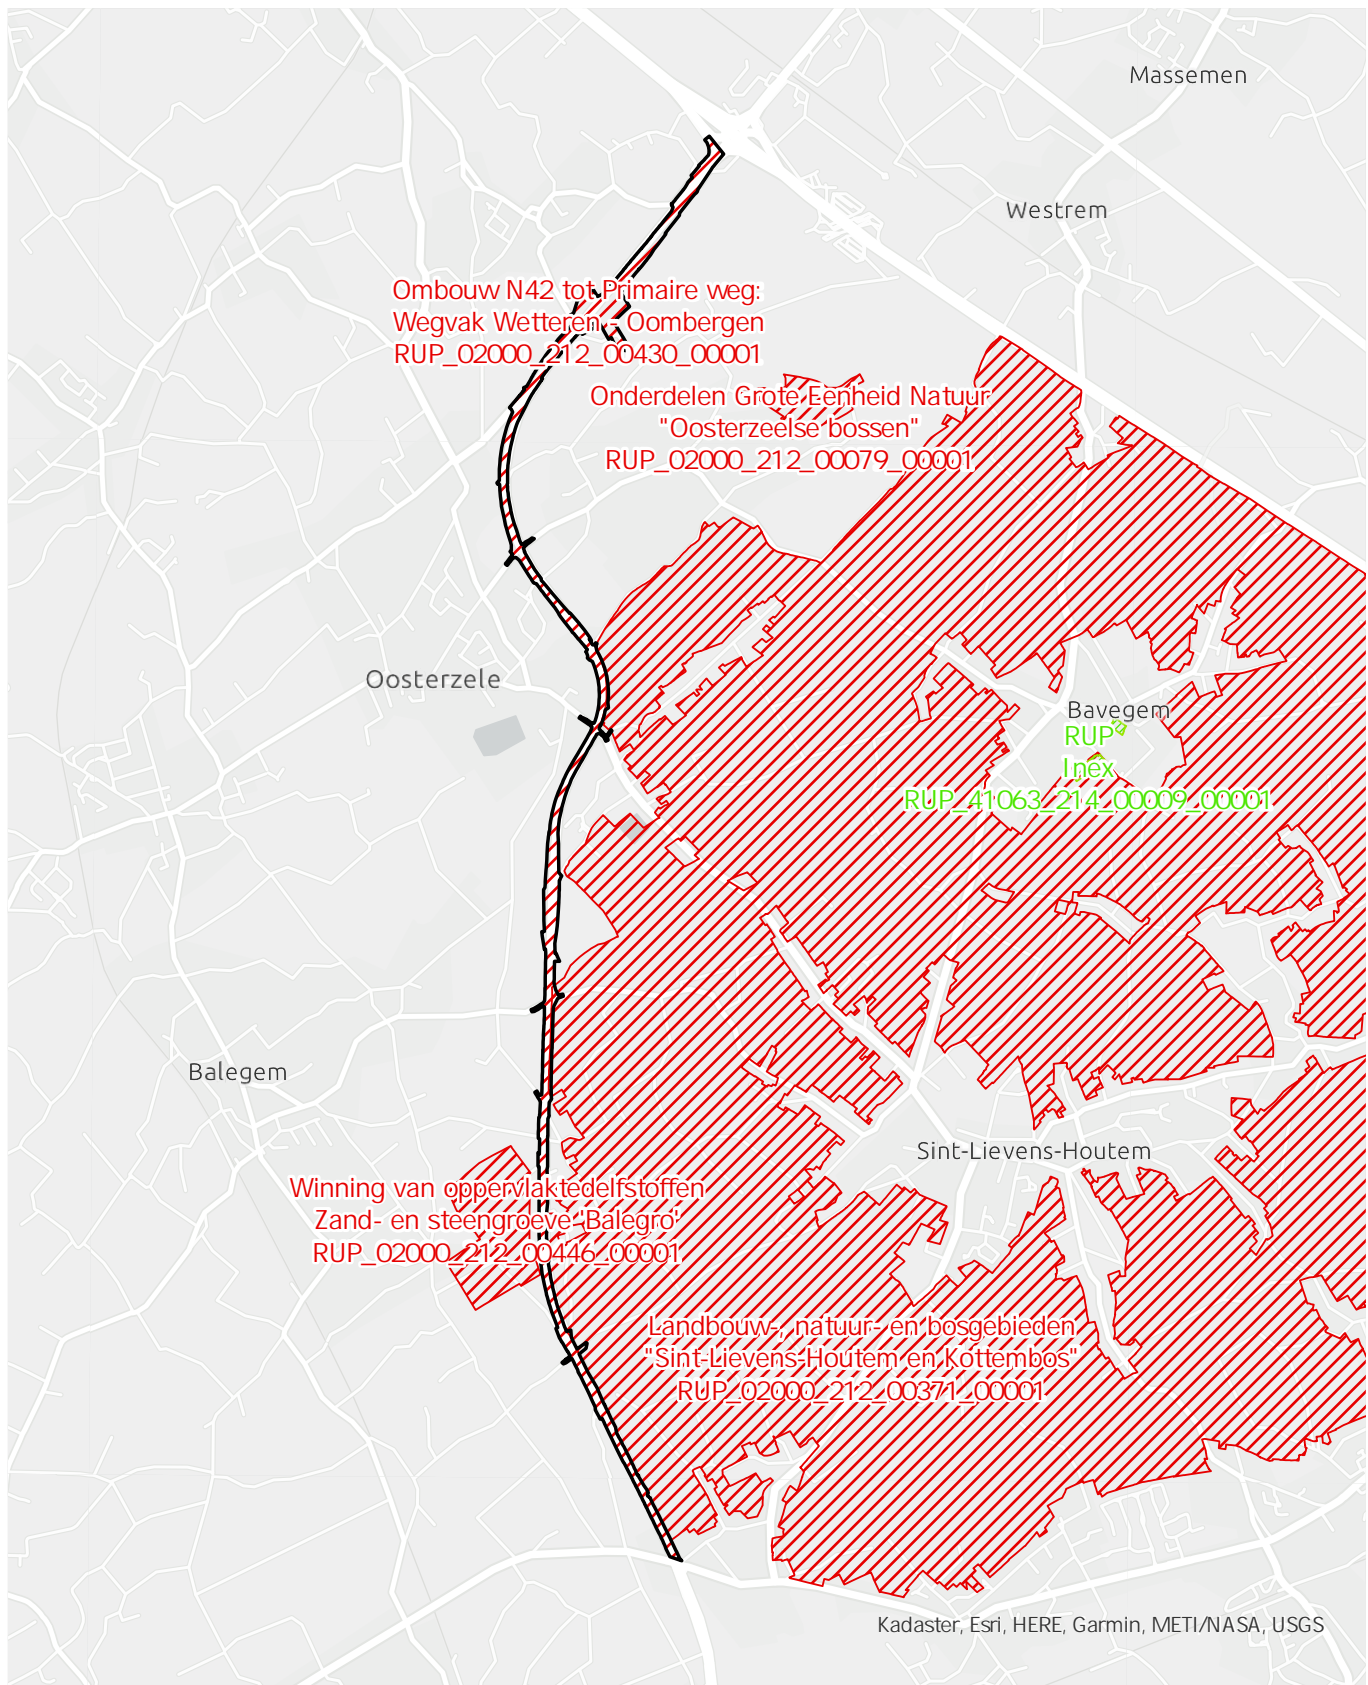 Massemen
Westrem
Ombouw N42 tot Primaire weg:
Wegvak Wetteren - Oombergen
RUP_02000_212_00430_00001
Onderdelen Grote Eenheid Natuur
"Oosterzeelse bossen"
RUP_02000_212_00079_00001
Oosterzele
Bavegem
RUP
Inex
RUP_41063_214_00009_00001
Balegem
Sint-Lievens-Houtem
Winning van oppervlaktedelfstoffen
Zand- en steengroeve 'Balegro'
RUP_02000_212_00446_00001
Landbouw-, natuur- en bosgebieden
"Sint-Lievens-Houtem en Kottembos"
RUP_02000_212_00371_00001
Kadaster, Esri, HERE, Garmin, METI/NASA, USGS